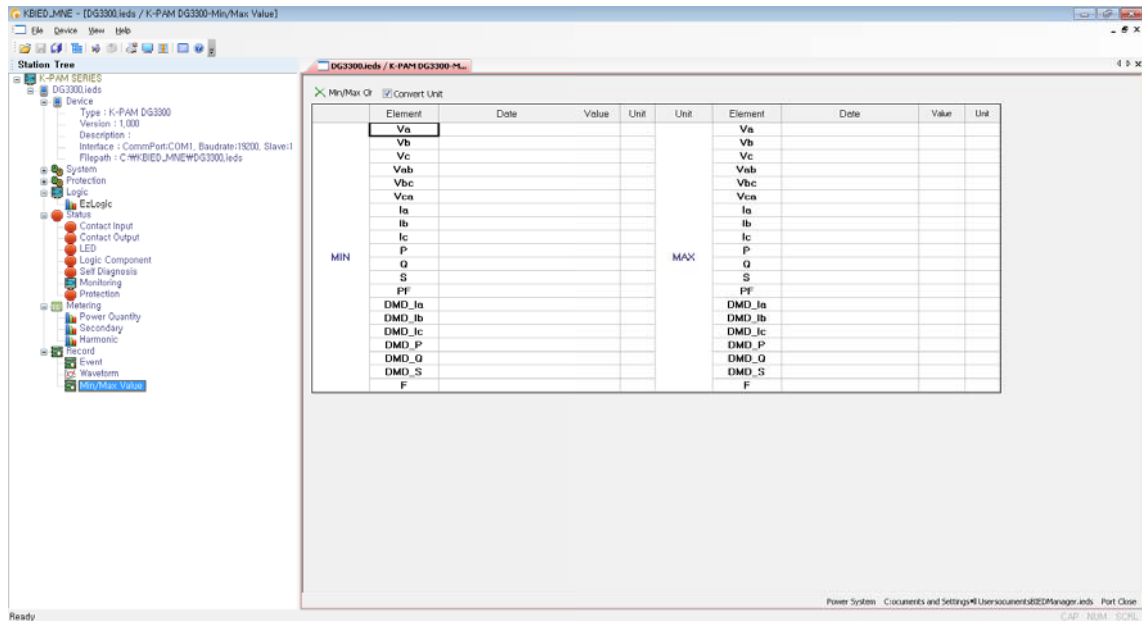 KBIED_MNE - [DG3300.ieds / K-PAM DG3300-Min/Max Value]
File Device View Help
Station Tree
K-PAM SERIES
DG3300.ieds
Device
Type : K-PAM DG3300
Version : 1,000
Description :
Interface : CommPort:COM1, Baudrate:19200, Slave:1
Filepath : C:₩KBIED_MNE₩DG3300.ieds
System
Protection
Logic
EzLogic
Status
Contact Input
Contact Output
LED
Logic Component
Self Diagnosis
Monitoring
Protection
Metering
Power Quantity
Secondary
Harmonic
Record
Event
Waveform
Min/Max Value
DG3300.ieds / K-PAM DG3300-M...
Min/Max Clr Convert Unit
Element Date Value Unit Unit Element Date Value Unit
MIN MAX
Va Va
Vb Vb
Vc Vc
Vab Vab
Vbc Vbc
Vca Vca
Ia Ia
Ib Ib
Ic Ic
P P
Q Q
S S
PF PF
DMD_Ia DMD_Ia
DMD_Ib DMD_Ib
DMD_Ic DMD_Ic
DMD_P DMD_P
DMD_Q DMD_Q
DMD_S DMD_S
F F
Power System Port Close
Ready CAP NUM SCRL